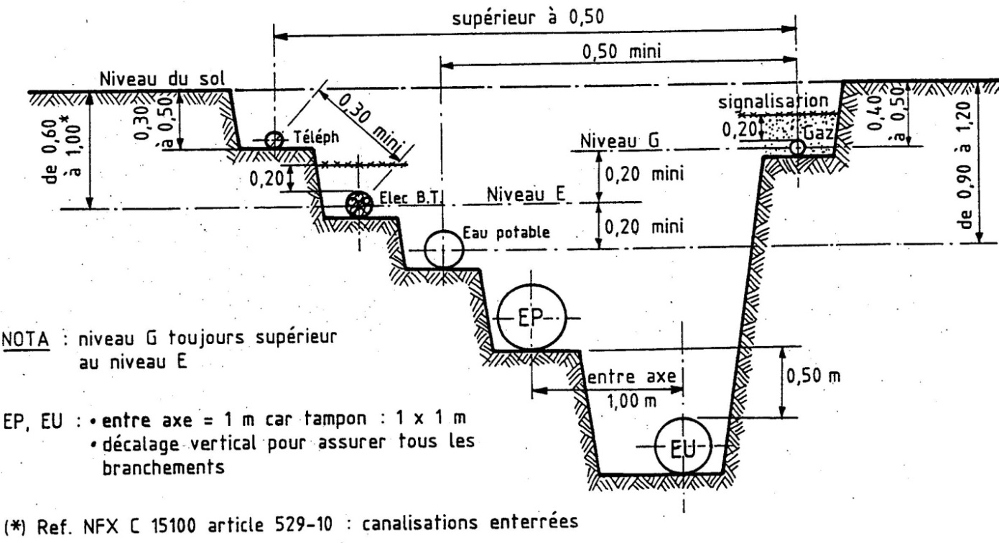 supérieur à 0,50
0,50 mini
Niveau du sol
signalisation
de 0,60
à 1,00*
0,30
à 0,50
0.30 mini
Téléph
0,20
Elec B.T.
Niveau G
0,20 mini
Niveau E
0,20 mini
Eau potable
0,20
Gaz
0,40
à 0,50
de 0,90 à 1,20
EP
entre axe
1,00 m
0,50 m
EU
NOTA : niveau G toujours supérieur
au niveau E
EP, EU : • entre axe = 1 m car tampon : 1 x 1 m
• décalage vertical pour assurer tous les
branchements
(*) Ref. NFX C 15100 article 529-10 : canalisations enterrées